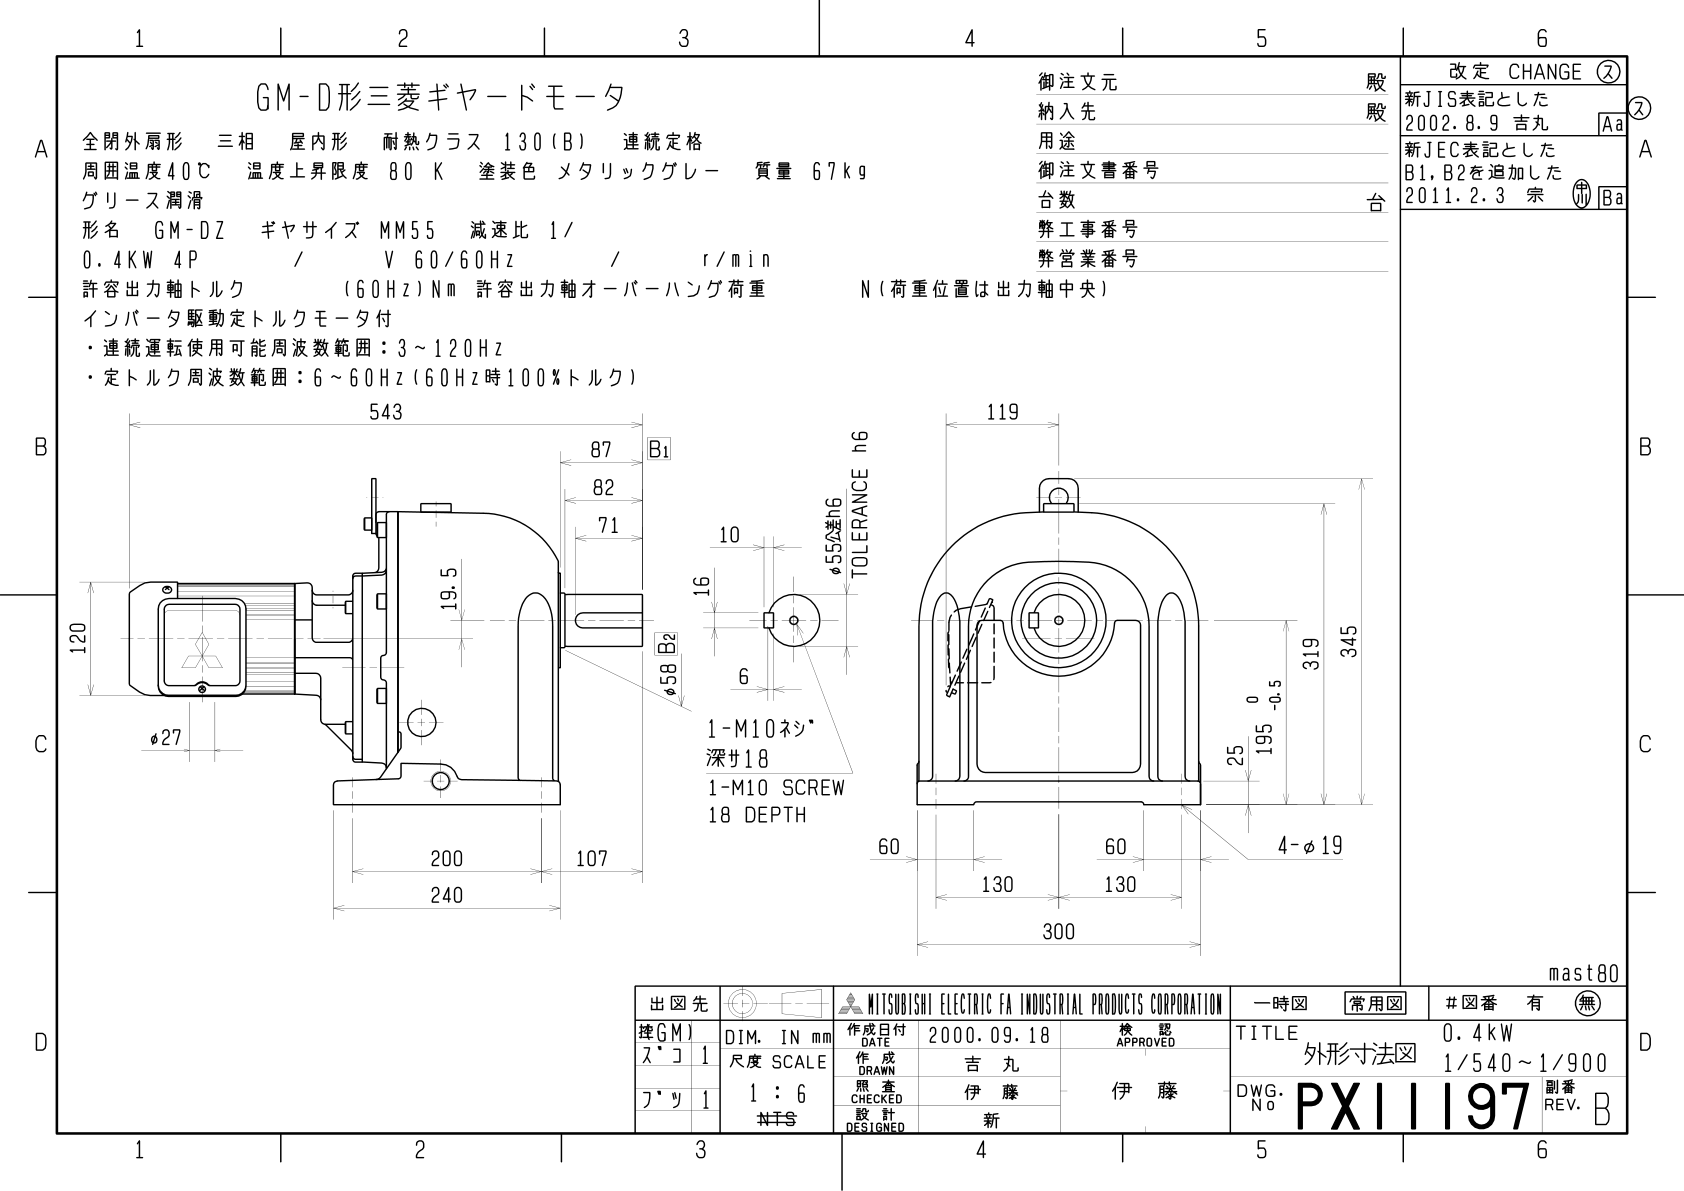 1 2 3 4 5 6
GM-D形三菱ギヤードモータ
全閉外扇形 三相 屋内形 耐熱クラス 130(B) 連続定格
周囲温度40℃ 温度上昇限度 80 K 塗装色 メタリックグレー 質量 67kg
グリース潤滑
形名 GM-DZ ギヤサイズ MM55 減速比 1/
0.4KW 4P / V 60/60Hz / r/min
許容出力軸トルク (60Hz)Nm 許容出力軸オーバーハング荷重 N(荷重位置は出力軸中央)
インバータ駆動定トルクモータ付
・連続運転使用可能周波数範囲：3～120Hz
・定トルク周波数範囲：6～60Hz(60Hz時100%トルク)
御注文元 殿
納入先 殿
用途
御注文書番号
台数 台
弊工事番号
弊営業番号
改定 CHANGE ス
新JIS表記とした
2002.8.9 吉丸 Aa
ス
新JEC表記とした
B1,B2を追加した
2011.2.3 宗 Ba
A A
B B
C C
D D
543
87 B1
82
71
19.5
120
φ27
φ58 B2
200 107
240
10
16
6
φ55公差h6
TOLERANCE h6
1-M10ネジ
深サ18
1-M10 SCREW
18 DEPTH
119
345
319
195 0 -0.5
25
4-φ19
60 60
130 130
300
mast80
出図先
MITSUBISHI ELECTRIC FA INDUSTRIAL PRODUCTS CORPORATION
一時図 常用図 #図番 有 無
GM)
スﾞコ 1
プツ 1
DIM. IN mm
尺度 SCALE
1 : 6
NTS
作成日付 DATE 2000.09.18
作成 DRAWN 吉丸
照査 CHECKED 伊藤
設計 DESIGNED 新
検認 APPROVED
伊藤
TITLE 0.4kW
外形寸法図 1/540～1/900
DWG. No PX11197
副番 REV. B
1 2 3 4 5 6